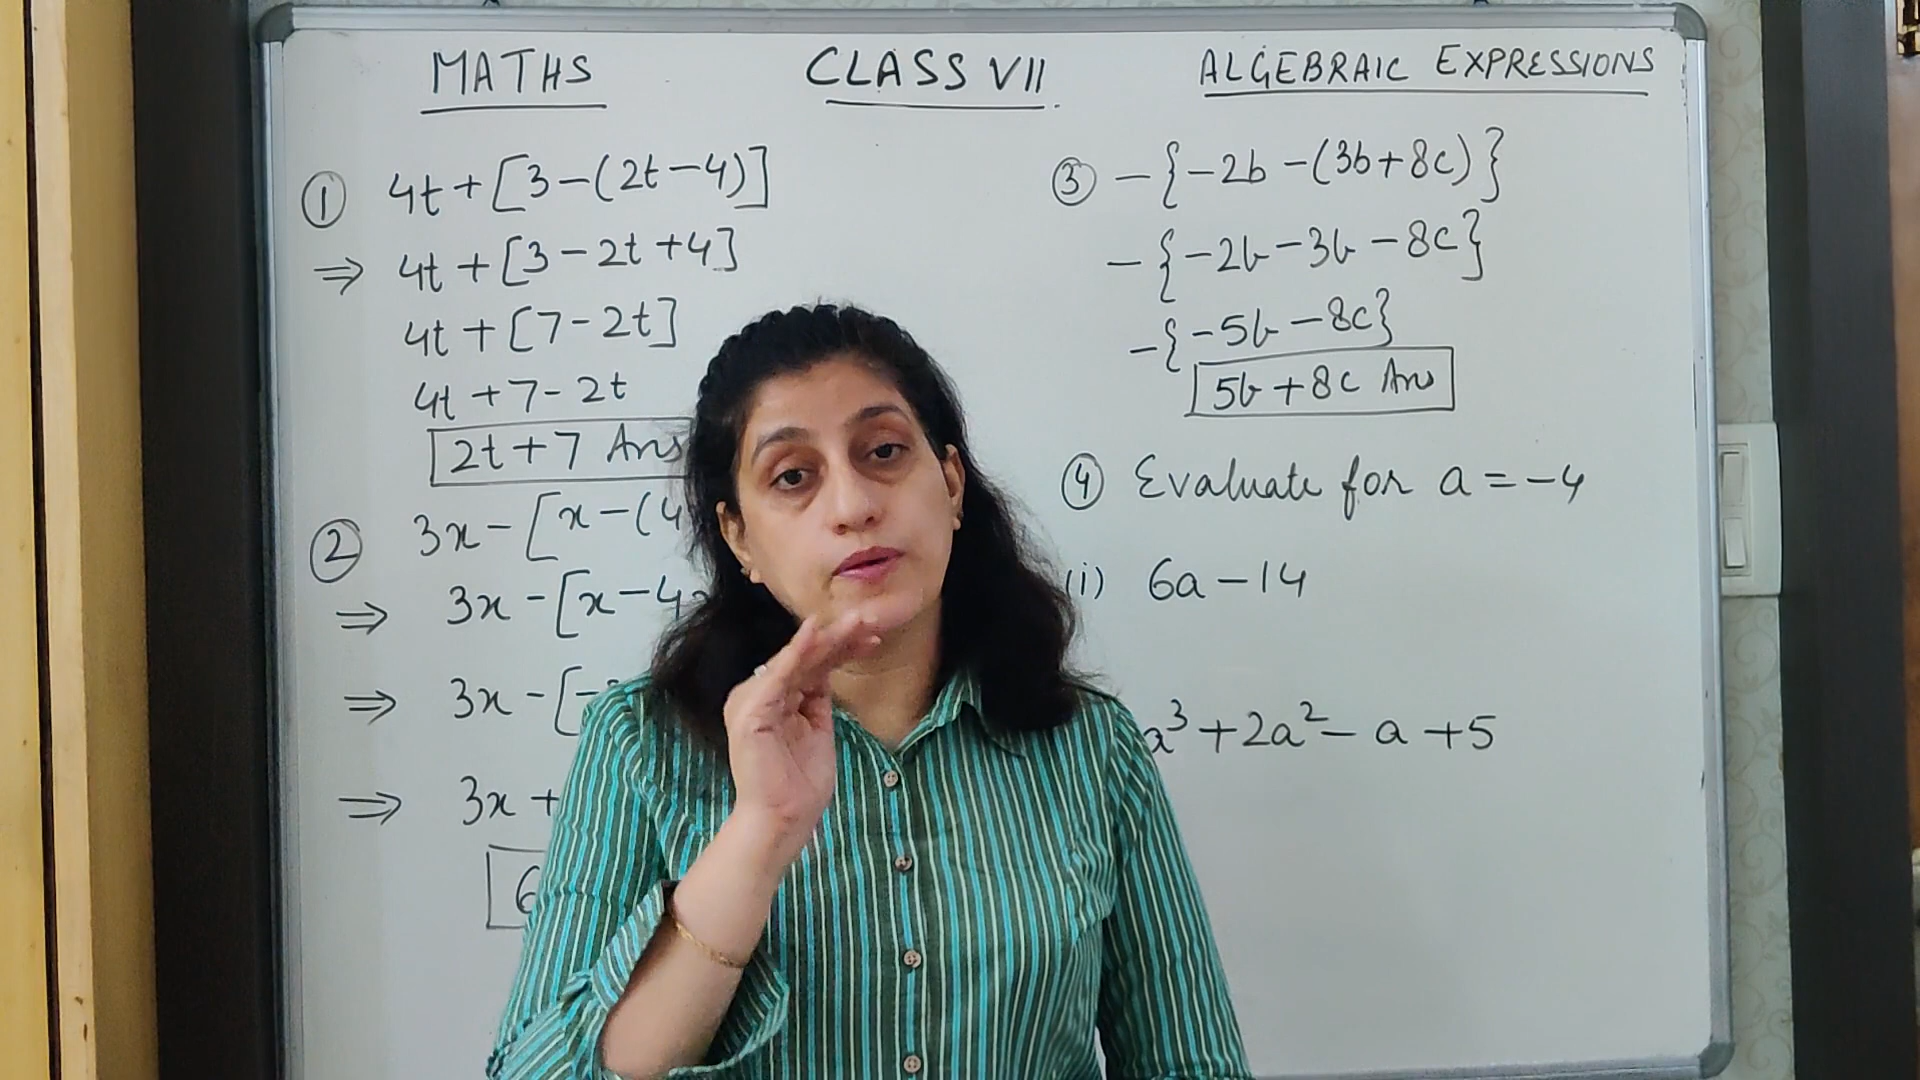 MATHS CLASS VII ALGEBRAIC EXPRESSIONS
① 4t + [3 - (2t - 4)]
⇒ 4t + [3 - 2t + 4]
4t + [7 - 2t]
4t + 7 - 2t
2t + 7 Ans
② 3x - [x - (4
⇒ 3x - [x - 4
⇒ 3x - [-
⇒ 3x +
6
③ - {-2b - (3b + 8c)}
- {-2b - 3b - 8c}
- {-5b - 8c}
5b + 8c Ans
④ Evaluate for a = -4
(i) 6a - 14
a³ + 2a² - a + 5